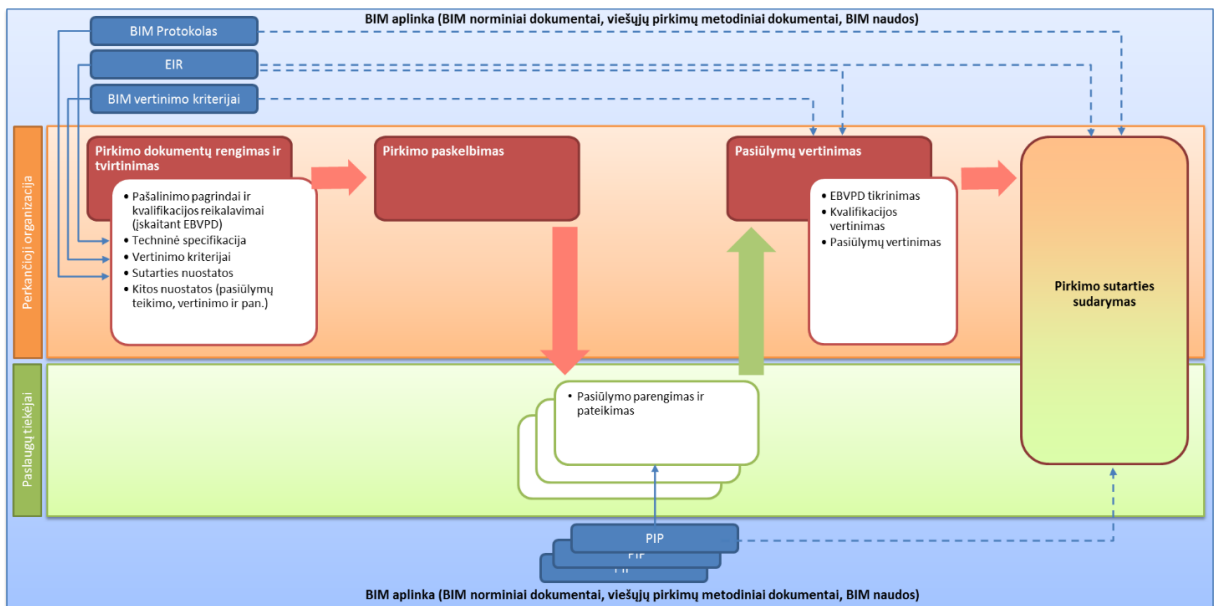 BIM aplinka (BIM norminiai dokumentai, viešųjų pirkimų metodiniai dokumentai, BIM naudos)
BIM Protokolas
EIR
BIM vertinimo kriterijai
Perkančioji organizacija
Pirkimo dokumentų rengimas ir
tvirtinimas
• Pašalinimo pagrindai ir
kvalifikacijos reikalavimai
(įskaitant EBVPD)
• Techninė specifikacija
• Vertinimo kriterijai
• Sutarties nuostatos
• Kitos nuostatos (pasiūlymų
teikimo, vertinimo ir pan.)
Pirkimo paskelbimas
Pasiūlymų vertinimas
• EBVPD tikrinimas
• Kvalifikacijos
vertinimas
• Pasiūlymų vertinimas
Pirkimo sutarties
sudarymas
Paslaugų tiekėjai
• Pasiūlymo parengimas ir
pateikimas
PIP
PIP
PIP
BIM aplinka (BIM norminiai dokumentai, viešųjų pirkimų metodiniai dokumentai, BIM naudos)